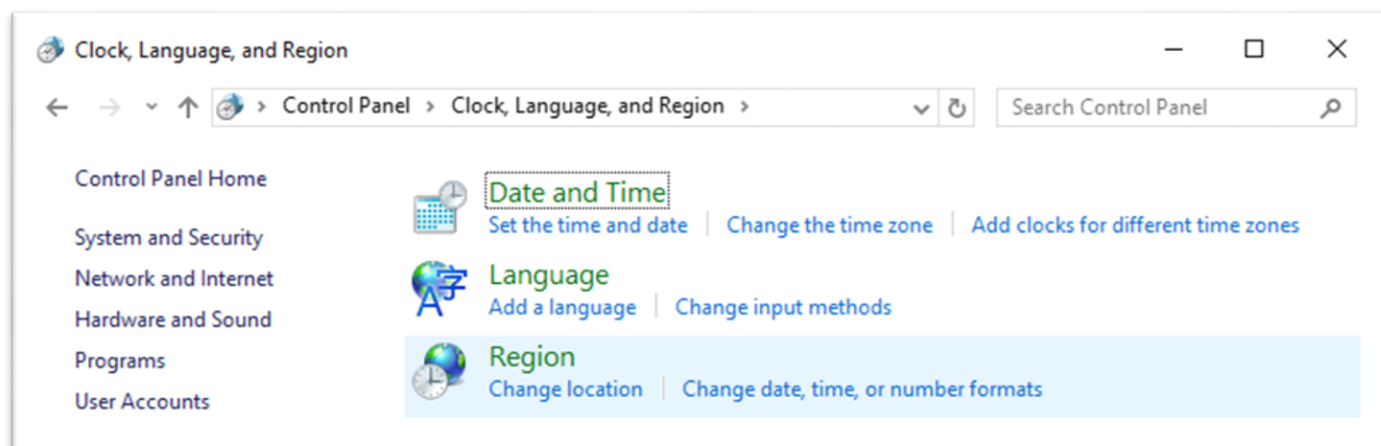 Clock, Language, and Region
Control Panel > Clock, Language, and Region >
Search Control Panel
Control Panel Home
System and Security
Network and Internet
Hardware and Sound
Programs
User Accounts
Date and Time
Set the time and date | Change the time zone | Add clocks for different time zones
A字
Language
Add a language | Change input methods
Region
Change location | Change date, time, or number formats